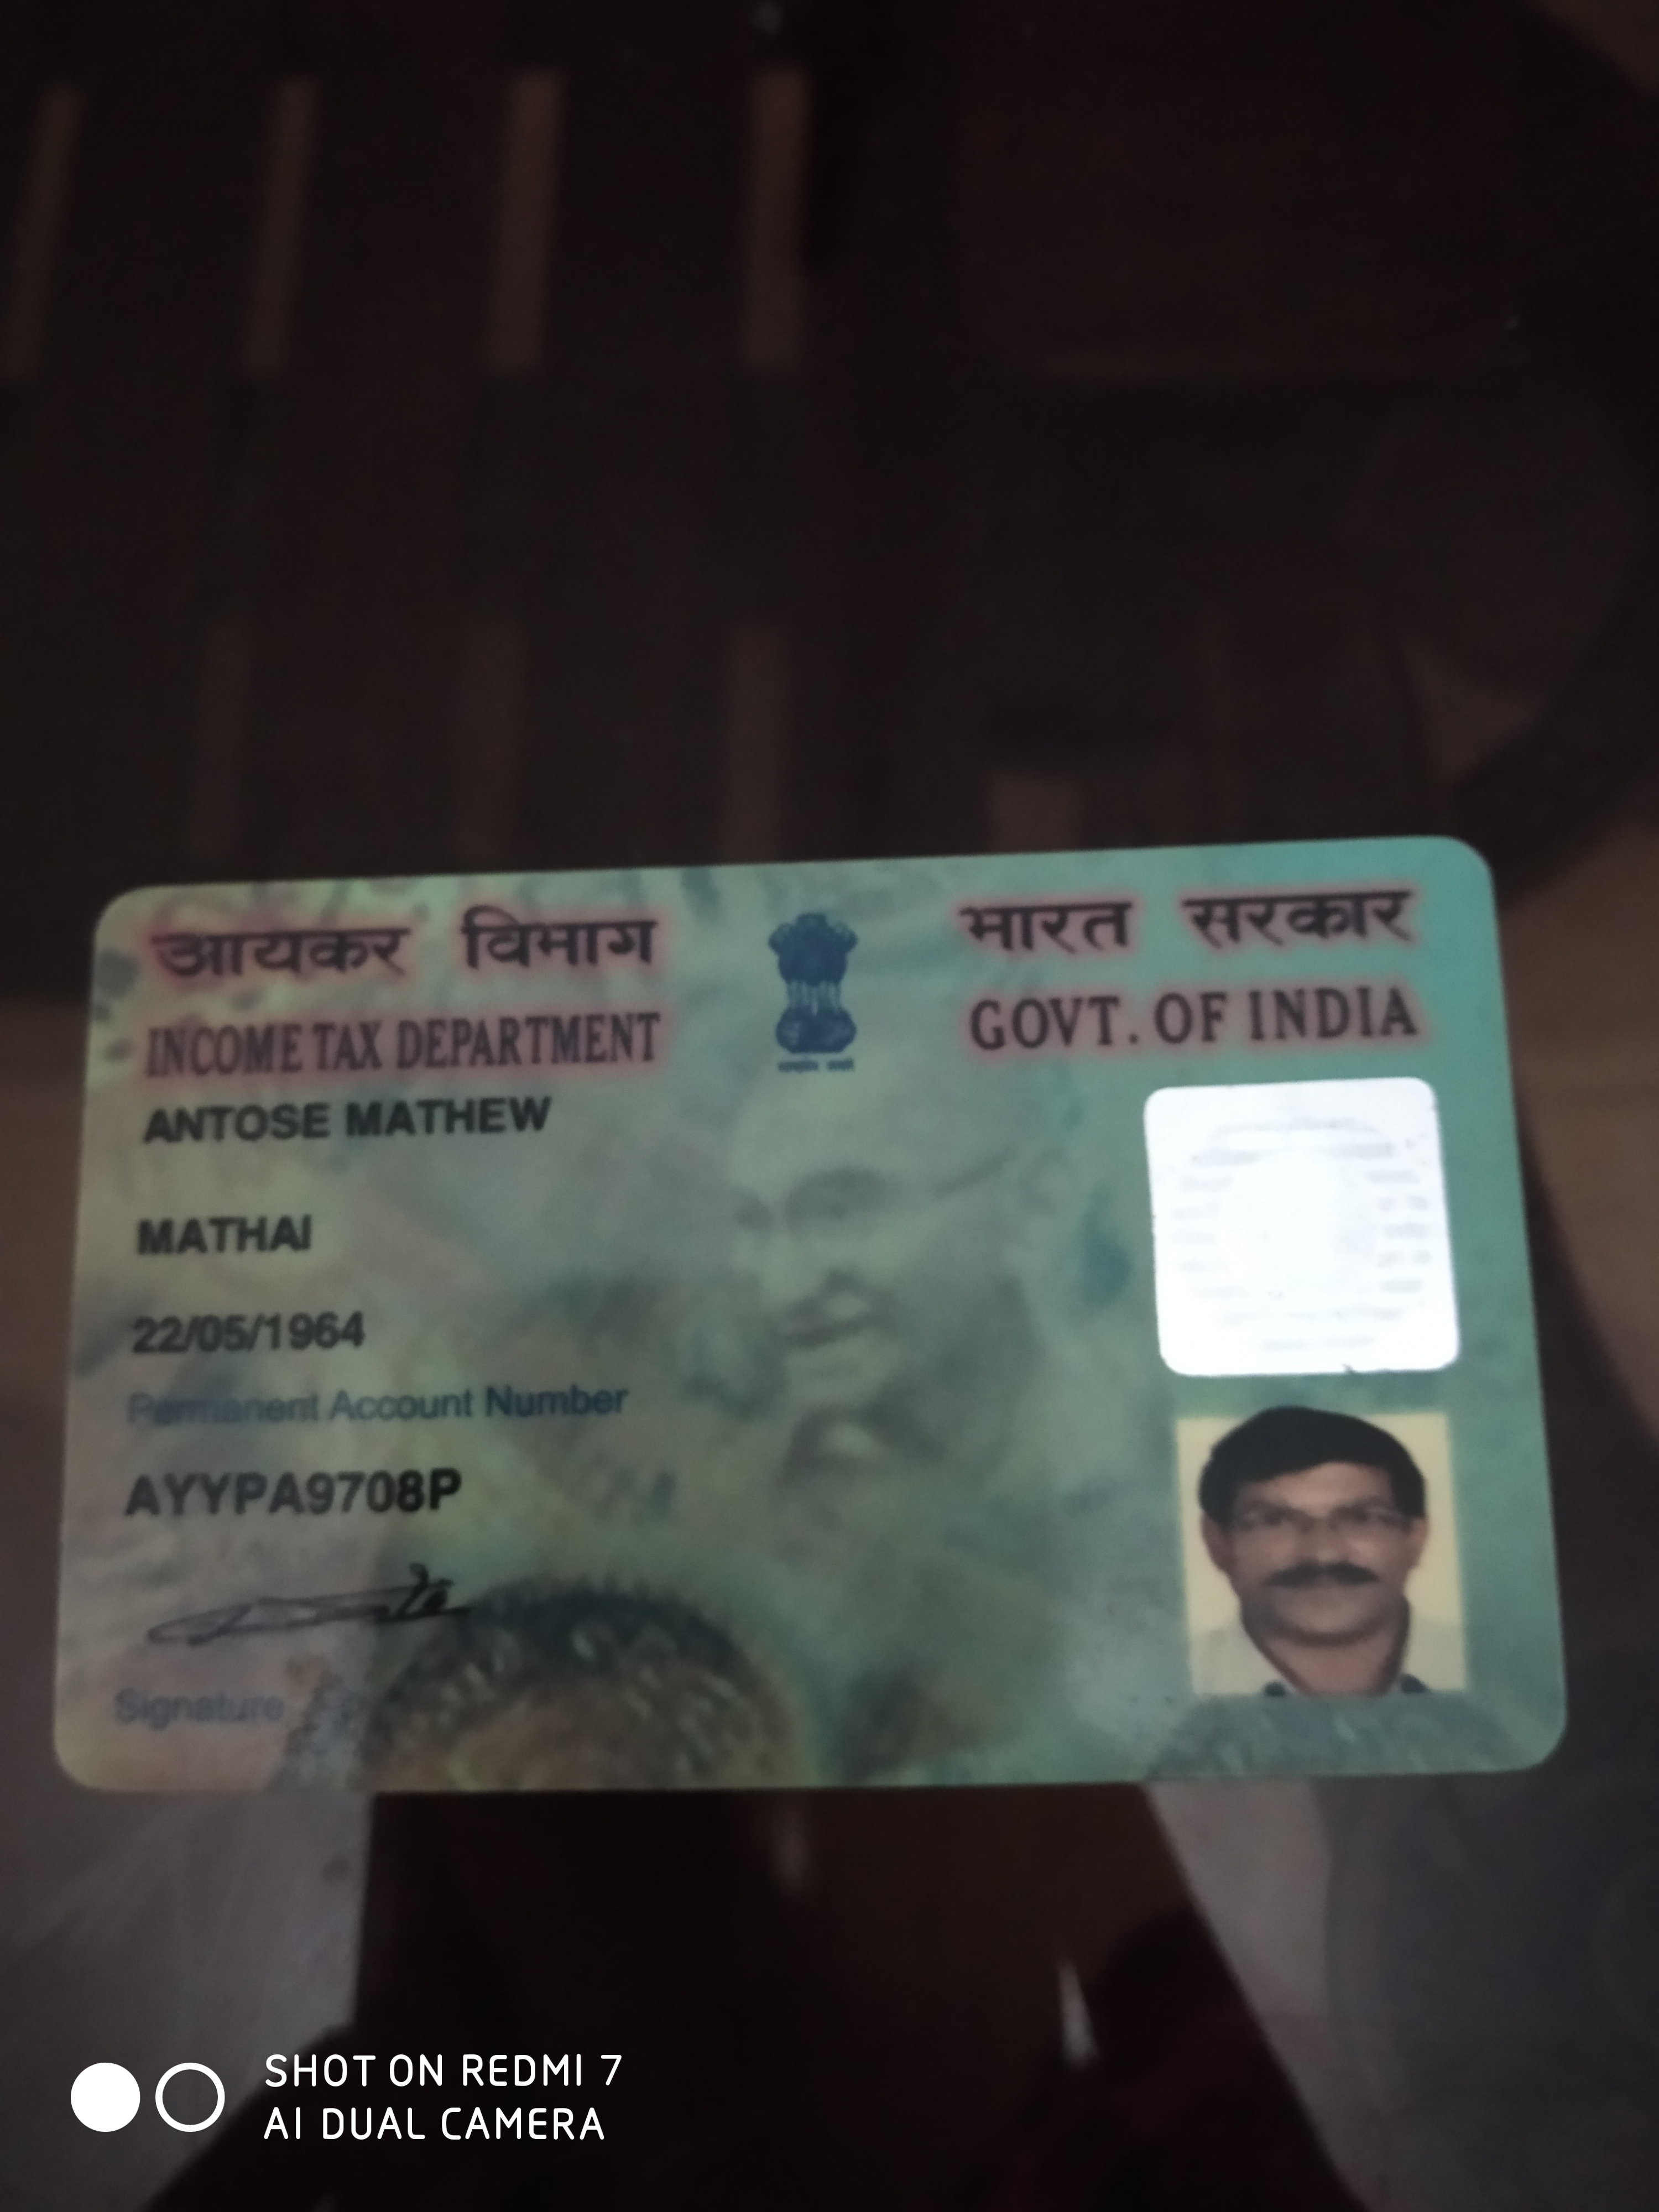 आयकर विभाग
INCOME TAX DEPARTMENT
भारत सरकार
GOVT. OF INDIA
ANTOSE MATHEW
MATHAI
22/05/1964
Permanent Account Number
AYYPA9708P
Signature
SHOT ON REDMI 7
AI DUAL CAMERA